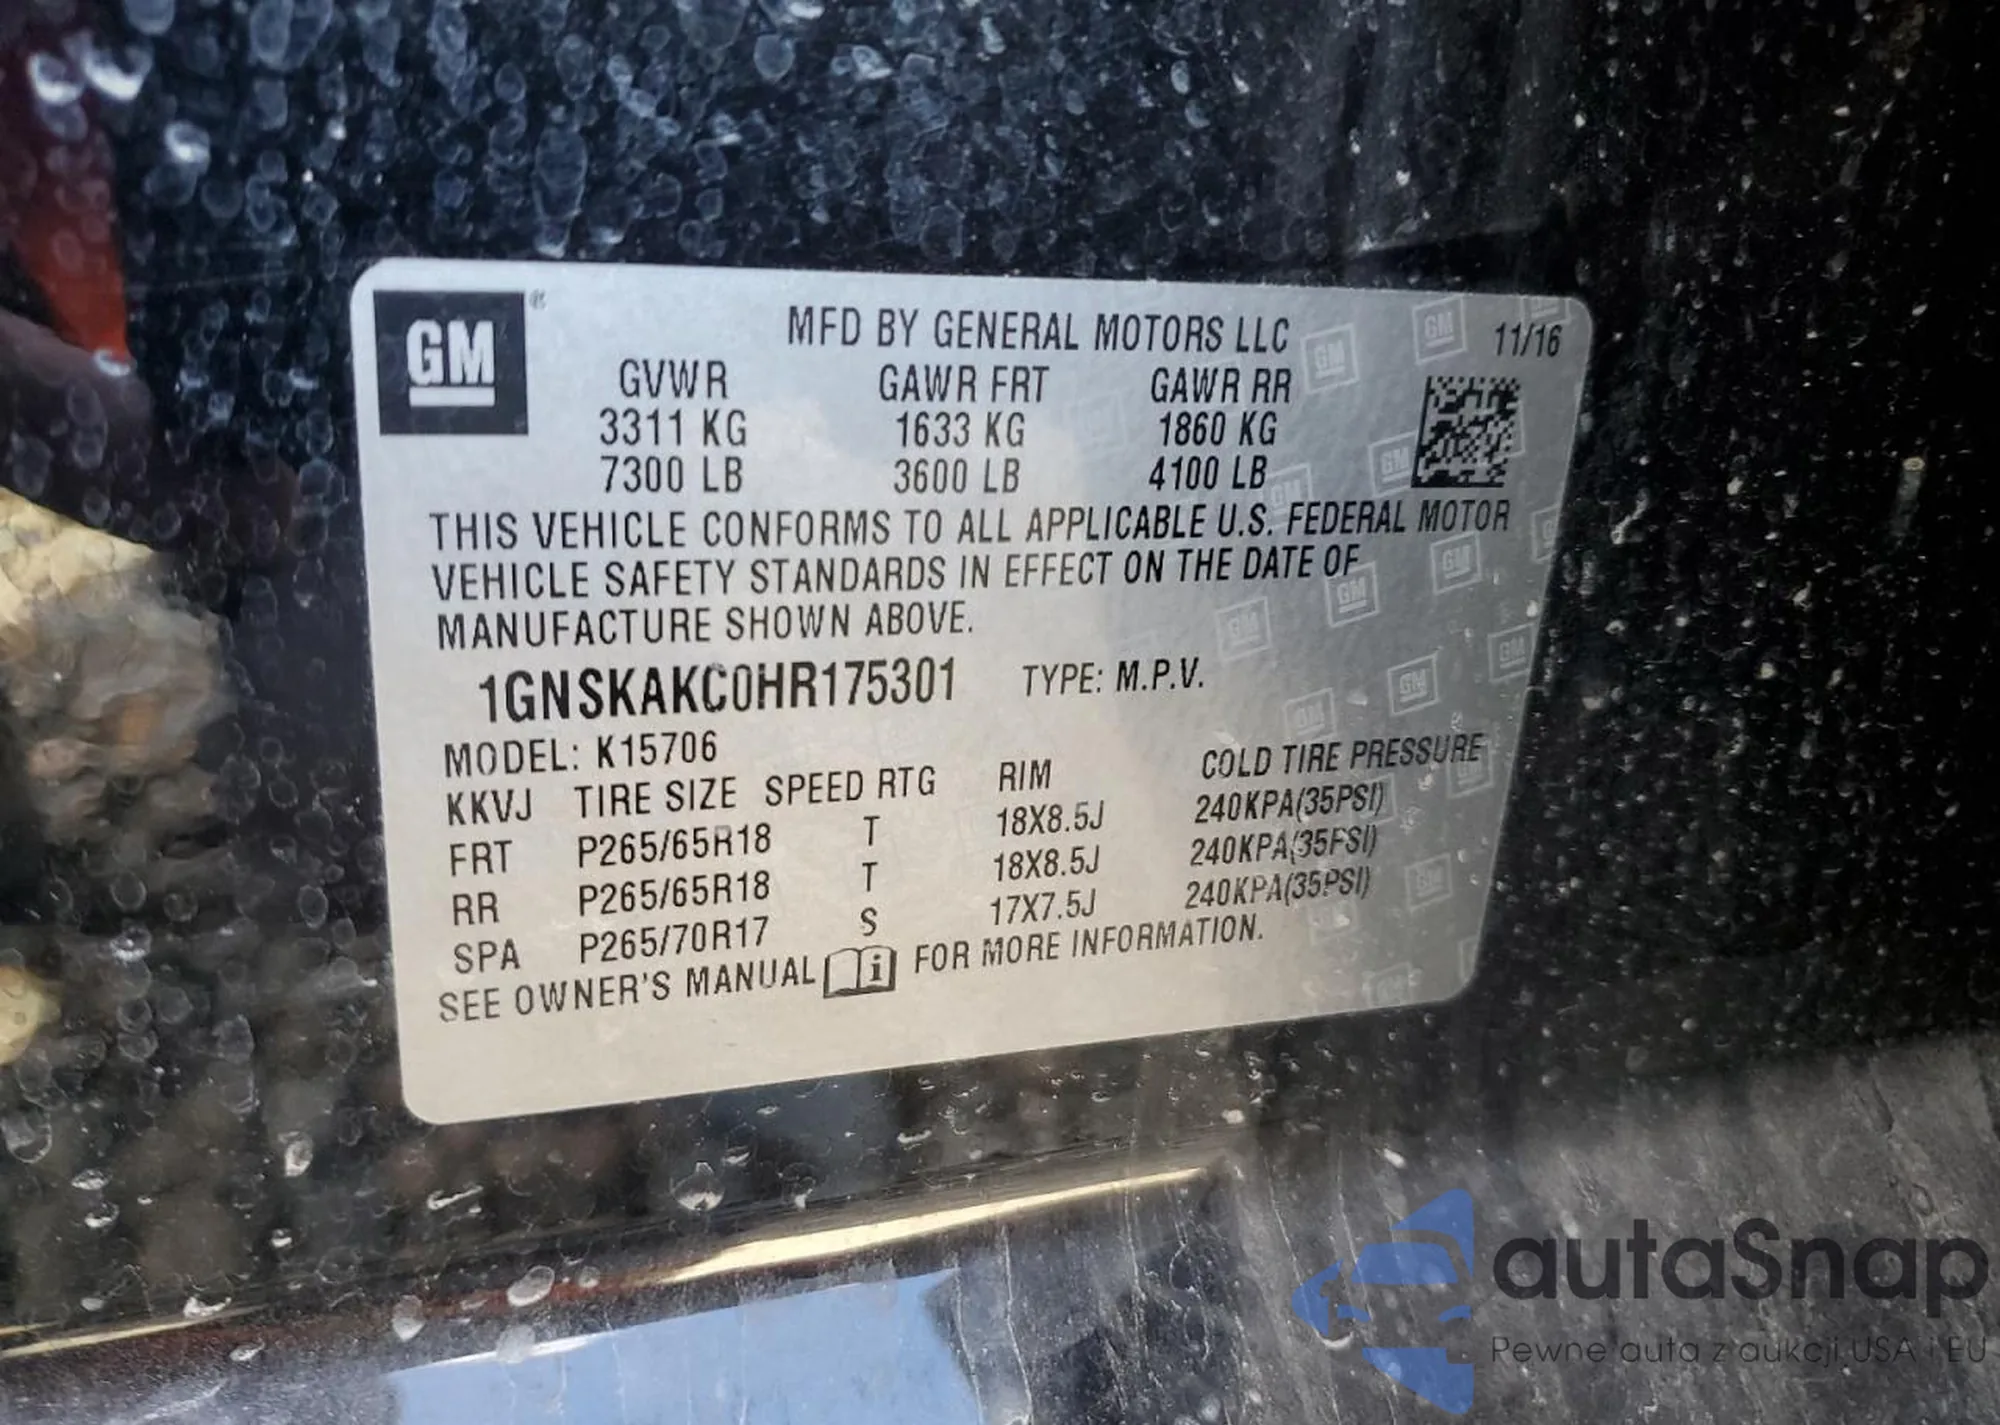 GM®
MFD BY GENERAL MOTORS LLC 11/16
GVWR GAWR FRT GAWR RR
3311 KG 1633 KG 1860 KG
7300 LB 3600 LB 4100 LB
THIS VEHICLE CONFORMS TO ALL APPLICABLE U.S. FEDERAL MOTOR
VEHICLE SAFETY STANDARDS IN EFFECT ON THE DATE OF
MANUFACTURE SHOWN ABOVE.
1GNSKAKC0HR175301 TYPE: M.P.V.
MODEL: K15706
KKVJ TIRE SIZE SPEED RTG RIM COLD TIRE PRESSURE
FRT P265/65R18 T 18X8.5J 240KPA(35PSI)
RR P265/65R18 T 18X8.5J 240KPA(35PSI)
SPA P265/70R17 S 17X7.5J 240KPA(35PSI)
SEE OWNER'S MANUAL i FOR MORE INFORMATION.
autaSnap
Pewne auta z aukcji USA i EU